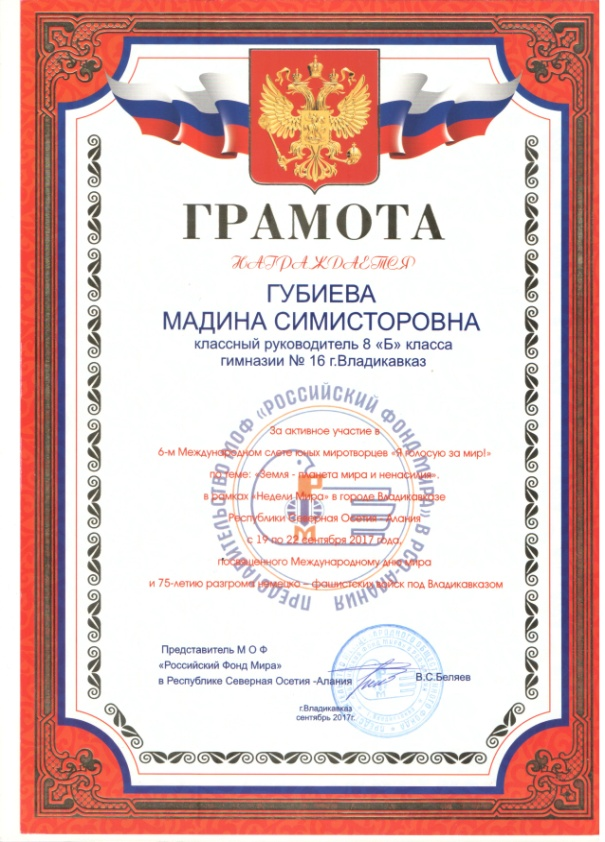 ГРАМОТА
НАГРАЖДАЕТСЯ
ГУБИЕВА
МАДИНА СИМИСТОРОВНА
классный руководитель 8 «Б» класса
гимназии № 16 г.Владикавказ
ПРЕДСТАВИТЕЛЬСТВО МОФ «РОССИЙСКИЙ ФОНД МИРА» В РСО-АЛАНИЯ
За активное участие в
6-м Международном слете юных миротворцев «Я голосую за мир!»
по теме: «Земля - планета мира и ненасилия».
в рамках «Недели Мира» в городе Владикавказе
Республики Северная Осетия - Алания
с 19 по 22 сентября 2017 года,
посвященного Международному дню мира
и 75-летию разгрома немецко – фашистских войск под Владикавказом
Р
Ф
М
Представитель М О Ф
«Российский Фонд Мира»
в Республике Северная Осетия -Алания
В.С.Беляев
г.Владикавказ
сентябрь 2017г.